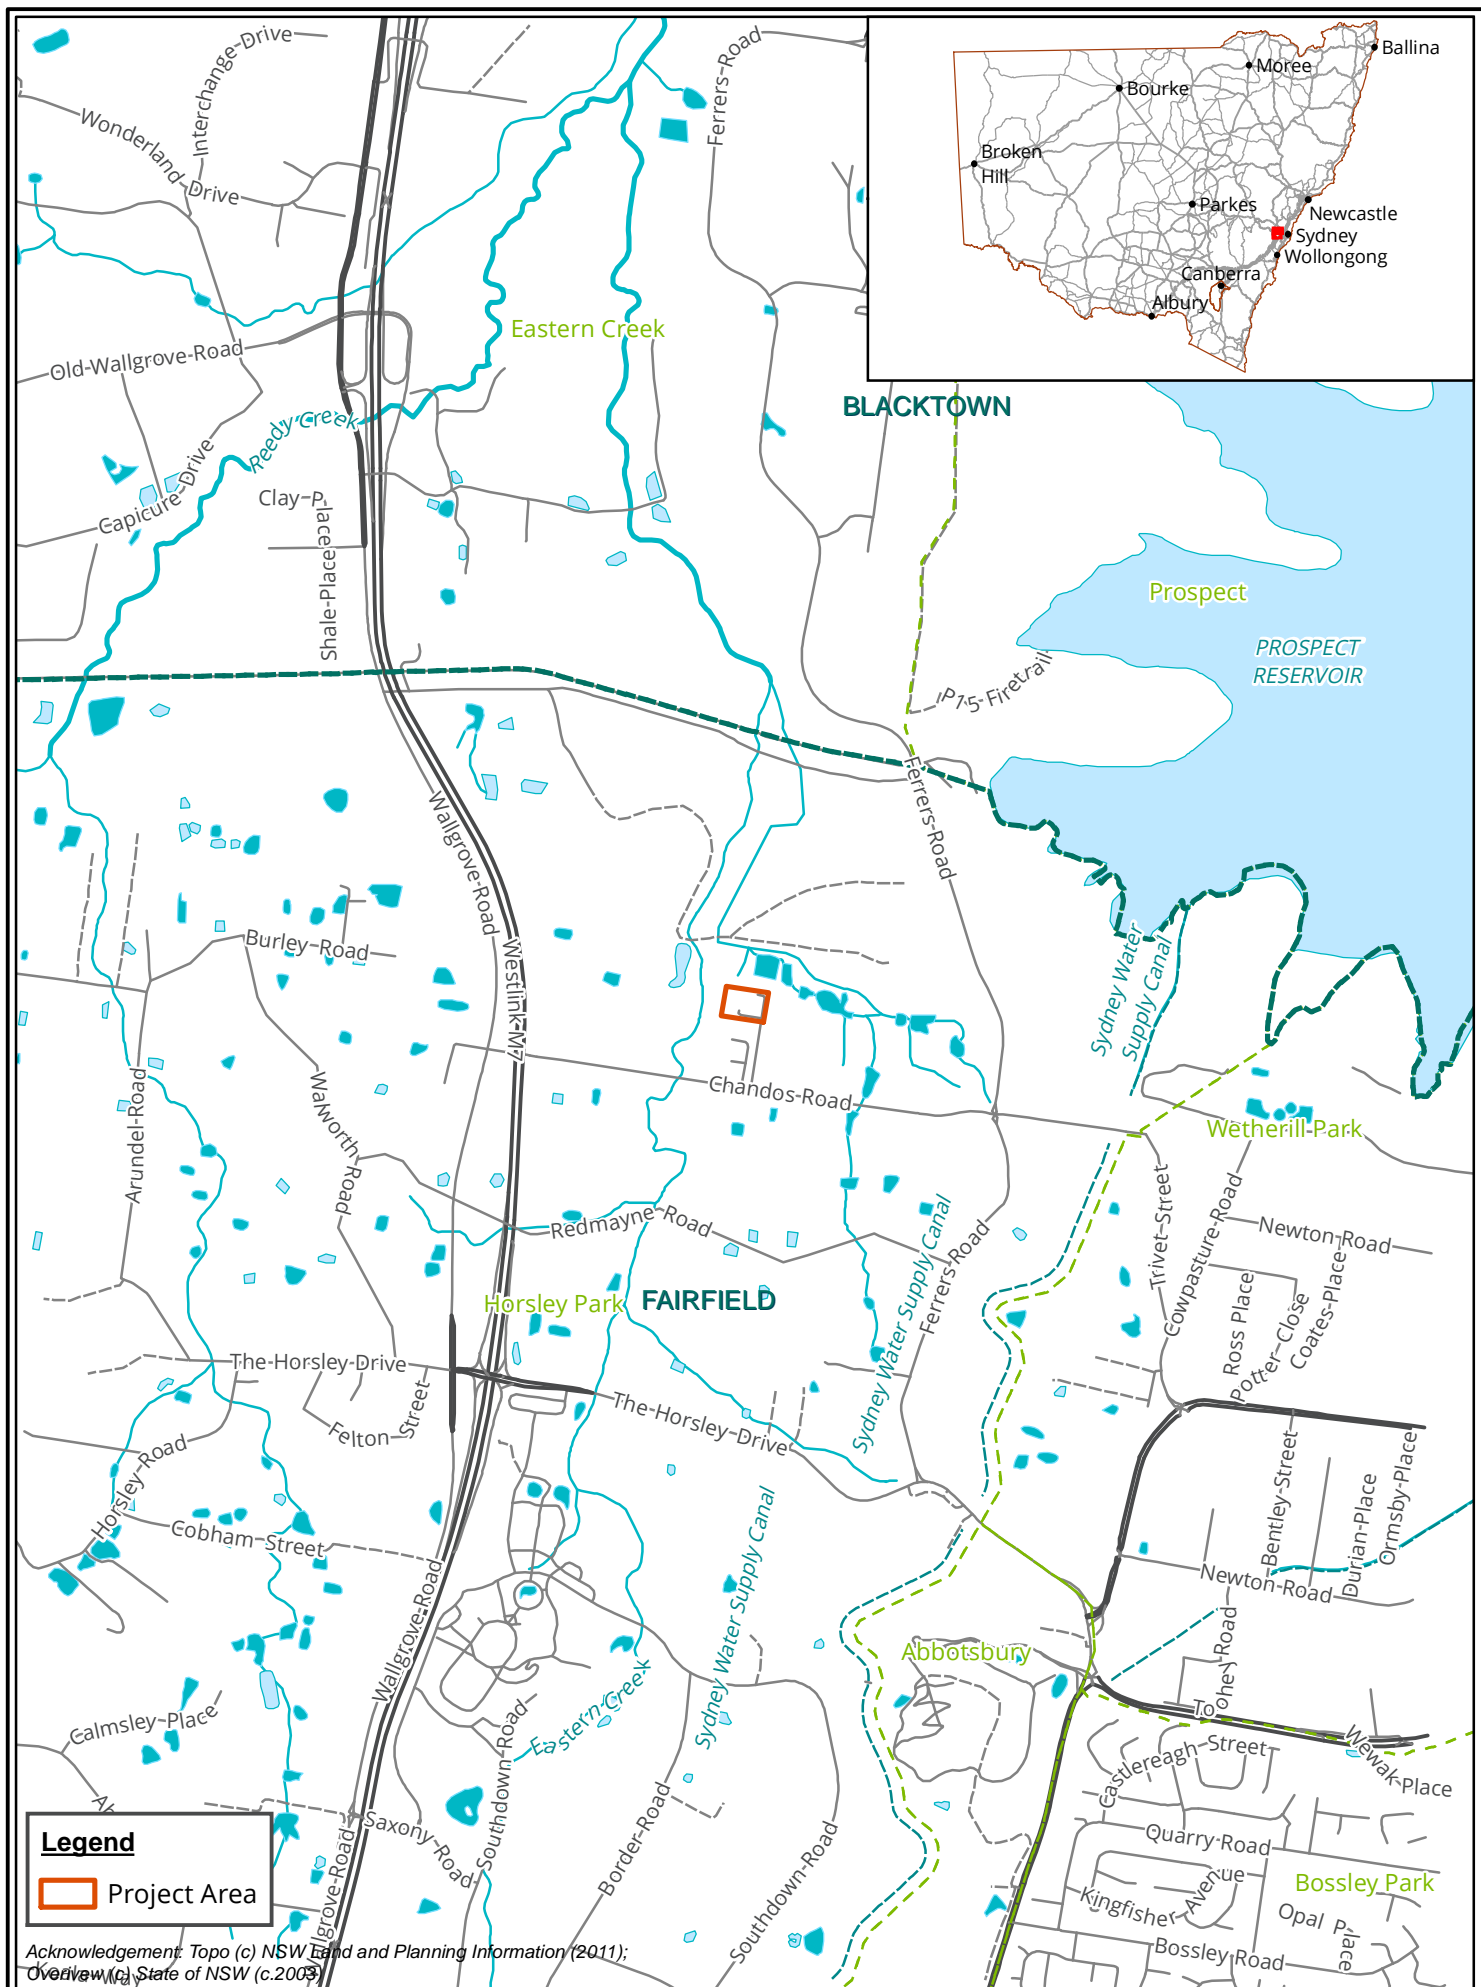 Interchange Drive
Wonderland Drive
Ferrers Road
Ballina
Moree
Bourke
Broken
Hill
Parkes
Newcastle
Sydney
Wollongong
Canberra
Albury
Eastern Creek
Old Wallgrove Road
BLACKTOWN
Reedy Creek
Capicure Drive
Clay Place
Shale Place
Prospect
PROSPECT
RESERVOIR
P15 Firetrail
Ferrers Road
Wallgrove Road
Burley Road
Westlink M7
Sydney Water
Supply Canal
Arundel Road
Walworth Road
Chandos Road
Wetherill Park
Redmayne Road
Trivet Street
Cowpasture Road
Newton Road
Sydney Water Supply Canal
Ferrers Road
Ross Place
Potter Close
Coates Place
Horsley Park
FAIRFIELD
The Horsley Drive
Felton Street
The Horsley Drive
Horsley Road
Cobham Street
Bentley Street
Durian Place
Ormsby Place
Newton Road
Sydney Water Supply Canal
Wallgrove Road
Abbotsbury
Toohey Road
Eastern Creek
Calmsley Place
Wewak Place
Castlereagh Street
Southdown Road
Saxony Road
Border Road
Southdown Road
Quarry Road
Kingfisher Avenue
Bossley Park
Opal Place
Bossley Road
Wallgrove Road
Legend
Project Area
Acknowledgement: Topo (c) NSW Land and Planning Information (2011);
Overivew (c) State of NSW (c.2003)